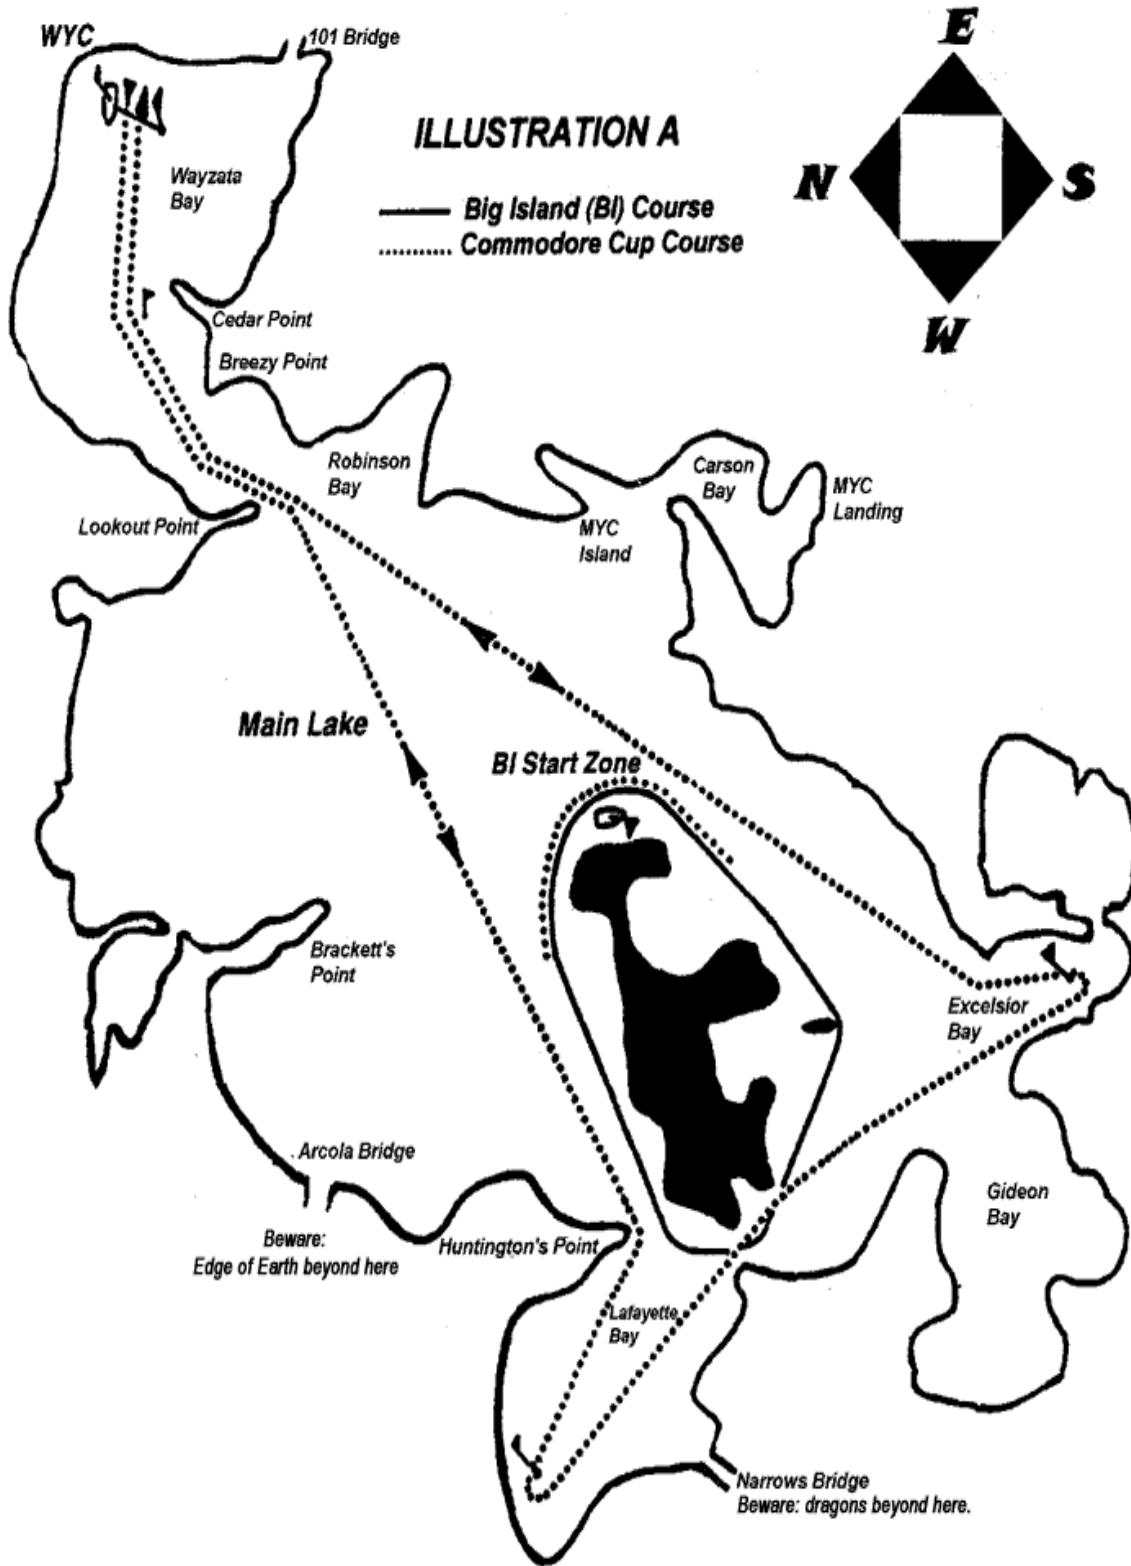 WYC
101 Bridge
E
ILLUSTRATION A
Wayzata
Bay
N
S
Big Island (BI) Course
Commodore Cup Course
Cedar Point
W
Breezy Point
Robinson
Bay
Carson
Bay
MYC
Landing
Lookout Point
MYC
Island
Main Lake
BI Start Zone
Brackett's
Point
Excelsior
Bay
Arcola Bridge
Gideon
Bay
Beware:
Edge of Earth beyond here
Huntington's Point
Lafayette
Bay
Narrows Bridge
Beware: dragons beyond here.